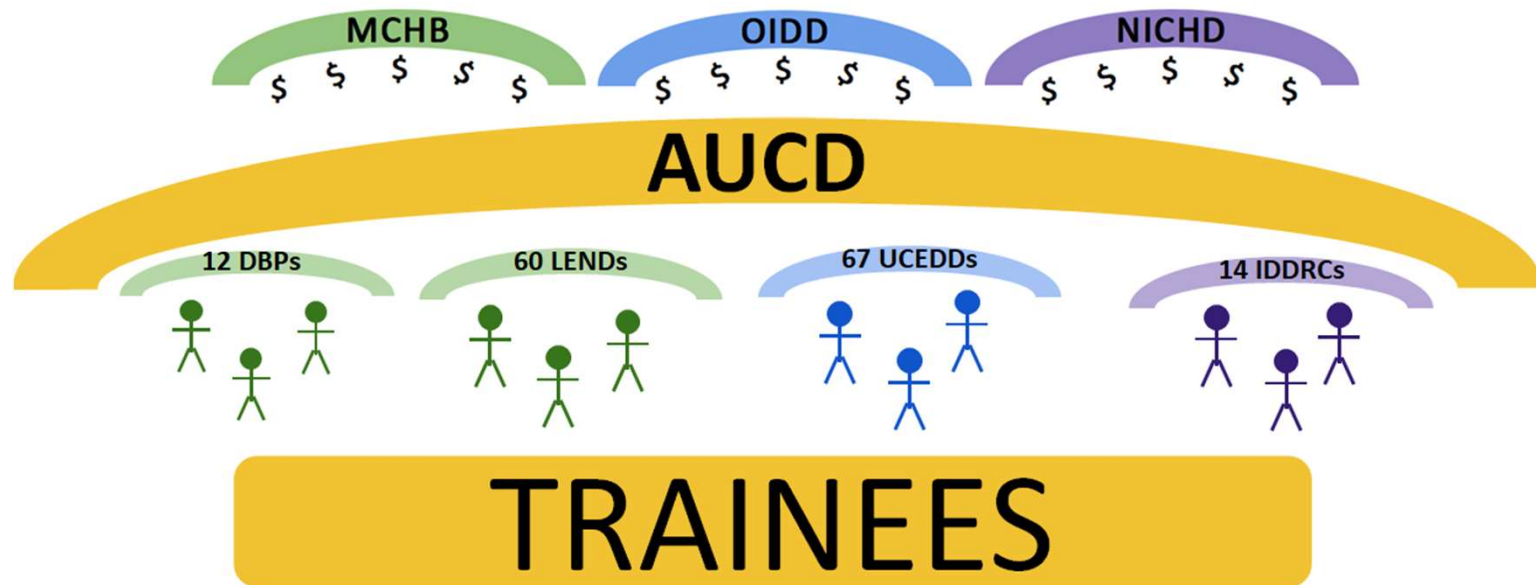 MCHB
OIDD
NICHD
$ $ $ $ $
$ $ $ $ $
$ $ $ $ $
AUCD
12 DBPs
60 LENDs
67 UCEDDs
14 IDDRCs
TRAINEES